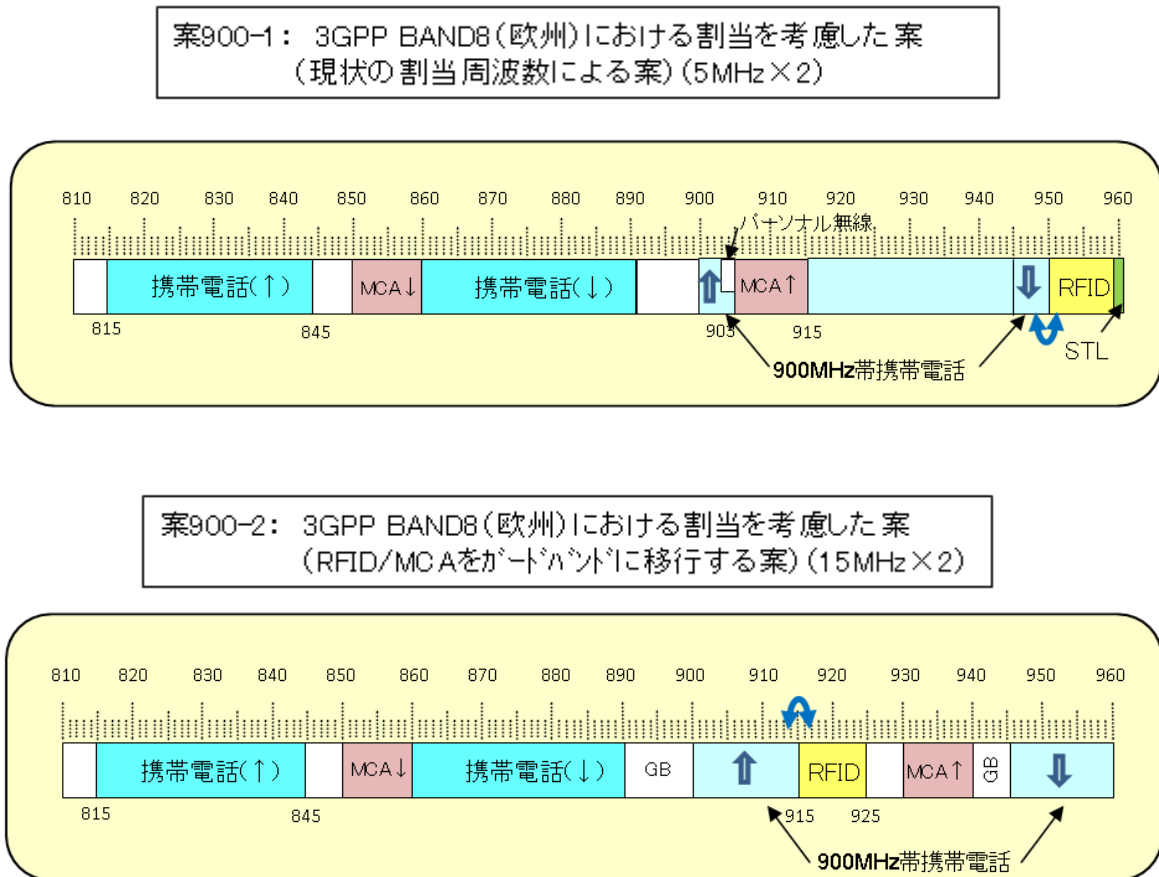 案900-1： 3GPP BAND8(欧州)における割当を考慮した案
(現状の割当周波数による案) (5MHz×2)
810 820 830 840 850 860 870 880 890 900 910 920 930 940 950 960
パーソナル無線
携帯電話(↑) MCA↓ 携帯電話(↓) MCA↑ RFID
815 845 905 915 STL
900MHz帯携帯電話
案900-2： 3GPP BAND8(欧州)における割当を考慮した案
(RFID/MCAをｶﾞｰﾄﾞﾊﾞﾝﾄﾞに移行する案) (15MHz×2)
810 820 830 840 850 860 870 880 890 900 910 920 930 940 950 960
携帯電話(↑) MCA↓ 携帯電話(↓) GB RFID MCA↑ GB
815 845 915 925
900MHz帯携帯電話